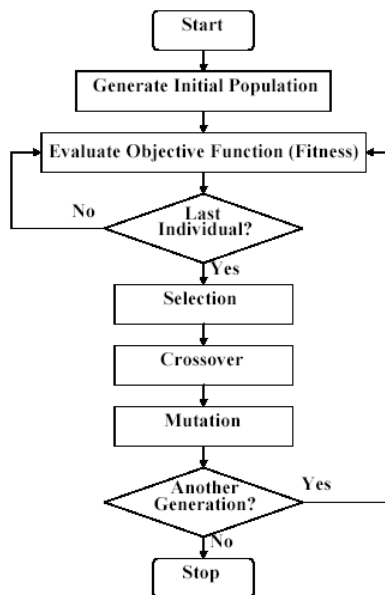 Start
Generate Initial Population
Evaluate Objective Function (Fitness)
No
Last
Individual?
Yes
Selection
Crossover
Mutation
Another
Generation?
Yes
No
Stop